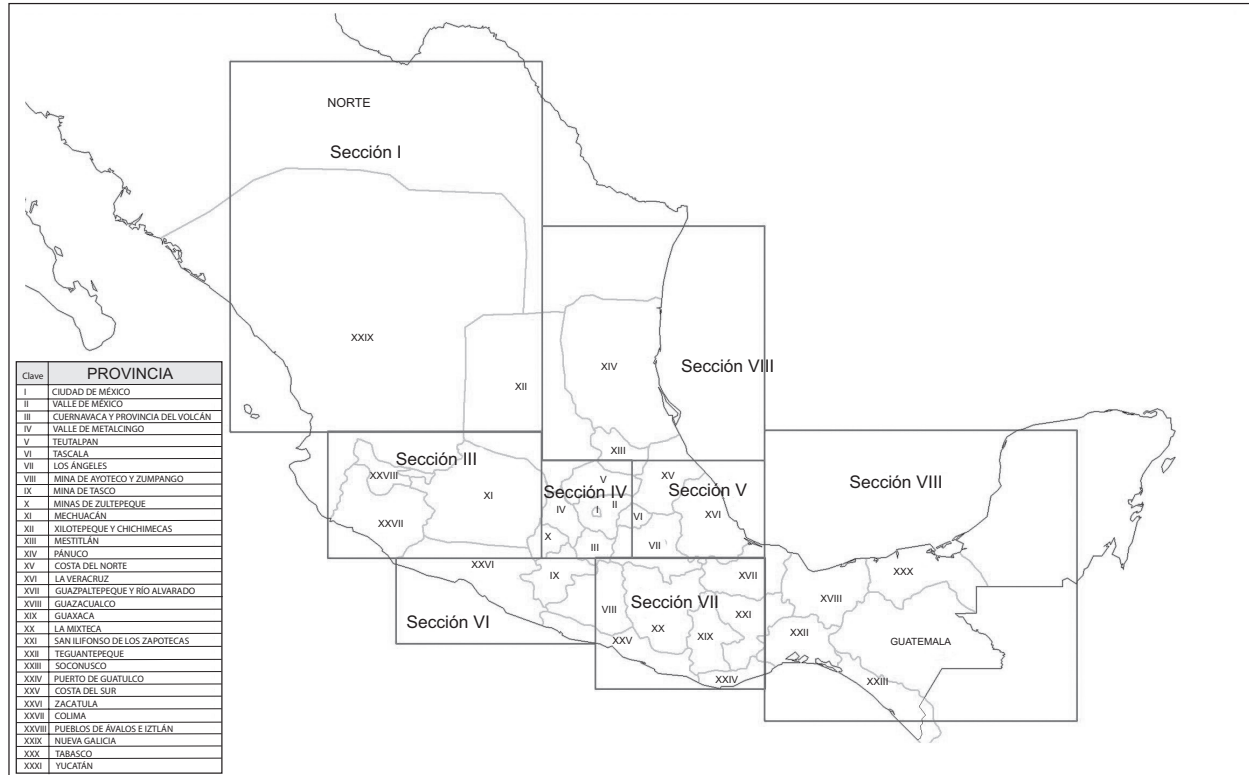 NORTE
Sección I
XXIX
XII
XIV
Sección VIII
XIII
Sección III
XXVIII
XI
XXVII
V
Sección IV
II
I
IV
X
III
XV
Sección V
VI
XVI
VII
Sección VIII
XXVI
IX
Sección VI
VIII
Sección VII
XVII
XX
XIX
XXI
XXV
XXIV
XVIII
XXX
XXII
GUATEMALA
XXIII
Clave PROVINCIA
I CIUDAD DE MÉXICO
II VALLE DE MÉXICO
III CUERNAVACA Y PROVINCIA DEL VOLCÁN
IV VALLE DE METALCINGO
V TEUTALPAN
VI TASCALA
VII LOS ÁNGELES
VIII MINA DE AYOTECO Y ZUMPANGO
IX MINA DE TASCO
X MINAS DE ZULTEPEQUE
XI MECHUACÁN
XII XILOTEPEQUE Y CHICHIMECAS
XIII MESTITLÁN
XIV PÁNUCO
XV COSTA DEL NORTE
XVI LA VERACRUZ
XVII GUAZPALTEPEQUE Y RÍO ALVARADO
XVIII GUAZACUALCO
XIX GUAXACA
XX LA MIXTECA
XXI SAN ILIFONSO DE LOS ZAPOTECAS
XXII TEGUANTEPEQUE
XXIII SOCONUSCO
XXIV PUERTO DE GUATULCO
XXV COSTA DEL SUR
XXVI ZACATULA
XXVII COLIMA
XXVIII PUEBLOS DE ÁVALOS E IZTLÁN
XXIX NUEVA GALICIA
XXX TABASCO
XXXI YUCATÁN